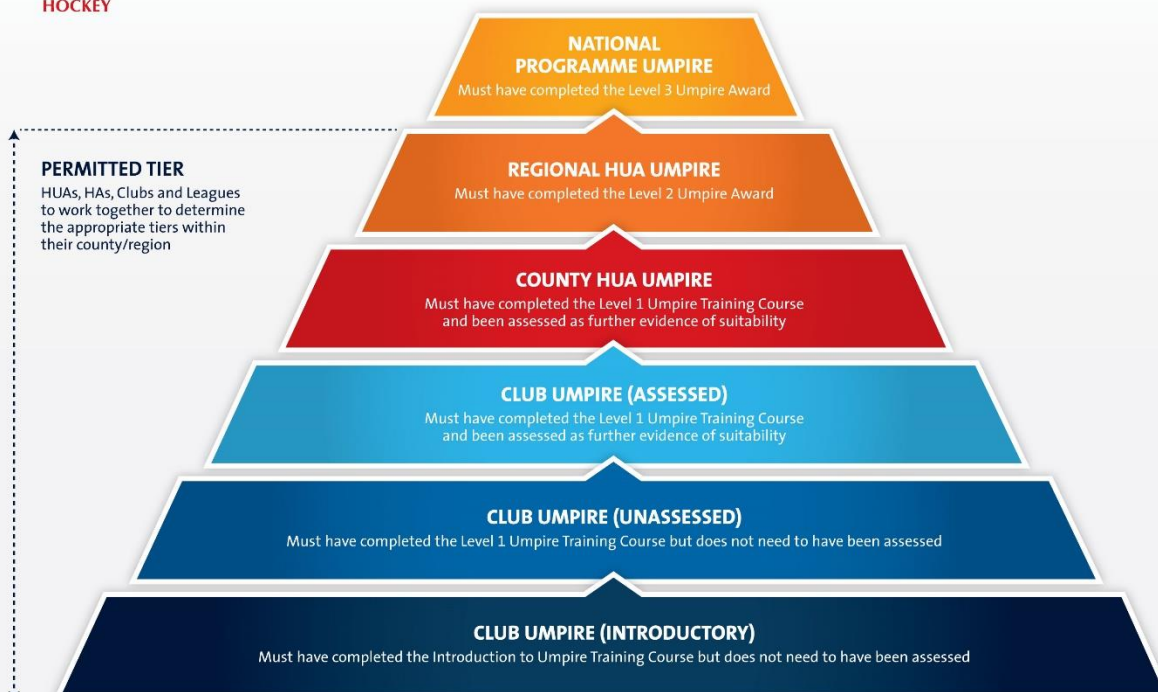 HOCKEY
NATIONAL
PROGRAMME UMPIRE
Must have completed the Level 3 Umpire Award
PERMITTED TIER
HUAs, HAs, Clubs and Leagues
to work together to determine
the appropriate tiers within
their county/region
REGIONAL HUA UMPIRE
Must have completed the Level 2 Umpire Award
COUNTY HUA UMPIRE
Must have completed the Level 1 Umpire Training Course
and been assessed as further evidence of suitability
CLUB UMPIRE (ASSESSED)
Must have completed the Level 1 Umpire Training Course
and been assessed as further evidence of suitability
CLUB UMPIRE (UNASSESSED)
Must have completed the Level 1 Umpire Training Course but does not need to have been assessed
CLUB UMPIRE (INTRODUCTORY)
Must have completed the Introduction to Umpire Training Course but does not need to have been assessed